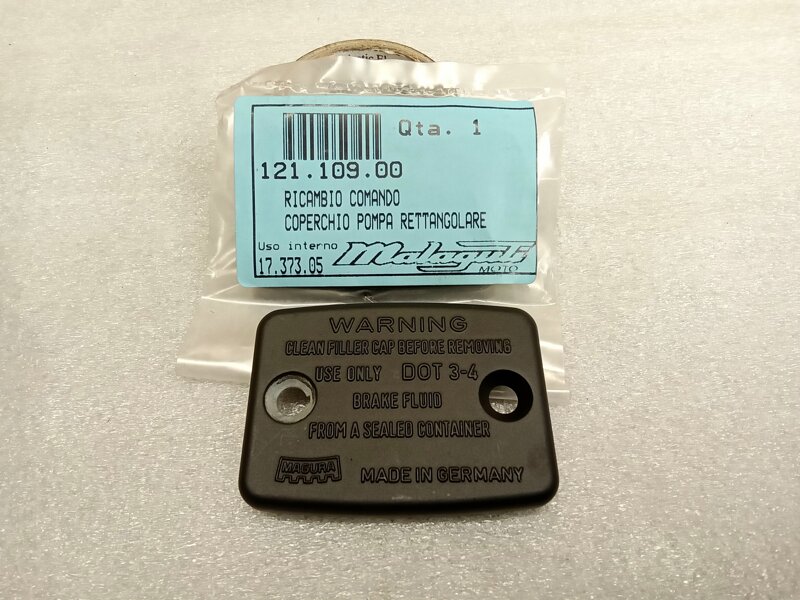 Qta. 1
121.109.00
RICAMBIO COMANDO
COPERCHIO POMPA RETTANGOLARE
Uso interno
17.373.05
Malaguti
MOTO
WARNING
CLEAN FILLER CAP BEFORE REMOVING
USE ONLY DOT 3-4
BRAKE FLUID
FROM A SEALED CONTAINER
MAGURA MADE IN GERMANY